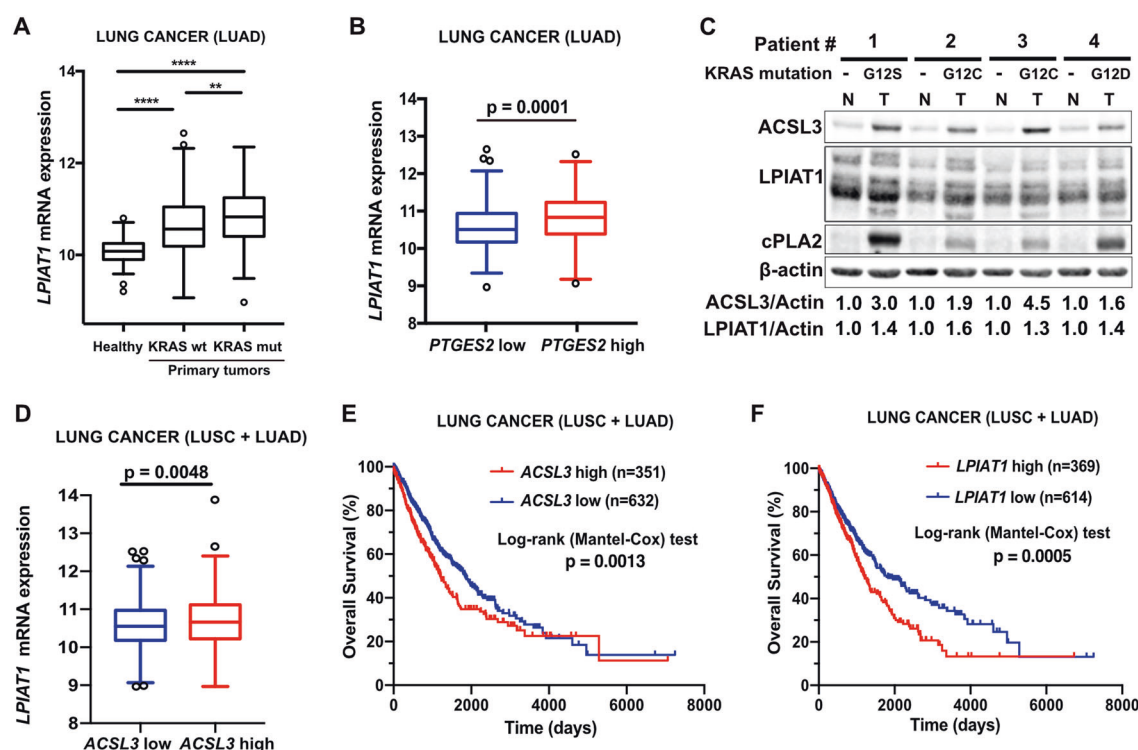 A
LUNG CANCER (LUAD)
LPIAT1 mRNA expression
14
12
10
8
****
****
**
Healthy KRAS wt KRAS mut
Primary tumors
B
LUNG CANCER (LUAD)
LPIAT1 mRNA expression
14
13
12
11
10
9
8
p = 0.0001
PTGES2 low PTGES2 high
C
Patient # 1 2 3 4
KRAS mutation - G12S - G12C - G12C - G12D
N T N T N T N T
ACSL3
LPIAT1
cPLA2
β-actin
ACSL3/Actin 1.0 3.0 1.0 1.9 1.0 4.5 1.0 1.6
LPIAT1/Actin 1.0 1.4 1.0 1.6 1.0 1.3 1.0 1.4
D
LUNG CANCER (LUSC + LUAD)
LPIAT1 mRNA expression
14
13
12
11
10
9
8
p = 0.0048
ACSL3 low ACSL3 high
E
LUNG CANCER (LUSC + LUAD)
Overall Survival (%)
100
80
60
40
20
0
ACSL3 high (n=351)
ACSL3 low (n=632)
Log-rank (Mantel-Cox) test
p = 0.0013
0 2000 4000 6000 8000
Time (days)
F
LUNG CANCER (LUSC + LUAD)
Overall Survival (%)
100
90
80
70
60
50
40
30
20
10
0
LPIAT1 high (n=369)
LPIAT1 low (n=614)
Log-rank (Mantel-Cox) test
p = 0.0005
0 2000 4000 6000 8000
Time (days)